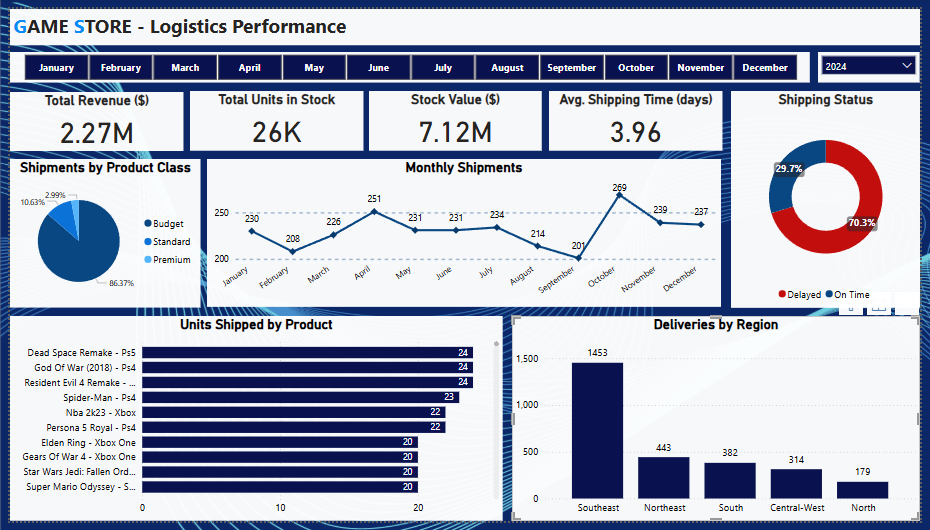 GAME STORE - Logistics Performance
January February March April May June July August September October November December
2024
Total Revenue ($)
2.27M
Total Units in Stock
26K
Stock Value ($)
7.12M
Avg. Shipping Time (days)
3.96
Shipping Status
29.7%
70.3%
Delayed On Time
Shipments by Product Class
2.99%
10.63%
86.37%
Budget
Standard
Premium
Monthly Shipments
250
200
230 208 226 251 231 231 234 214 201 269 239 237
January February March April May June July August September October November December
Units Shipped by Product
Dead Space Remake - Ps5 24
God Of War (2018) - Ps4 24
Resident Evil 4 Remake - ... 24
Spider-Man - Ps4 23
Nba 2k23 - Xbox 22
Persona 5 Royal - Ps4 22
Elden Ring - Xbox One 20
Gears Of War 4 - Xbox One 20
Star Wars Jedi: Fallen Ord... 20
Super Mario Odyssey - S... 20
0 10 20
Deliveries by Region
1,500
1,000
500
0
1453 443 382 314 179
Southeast Northeast South Central-West North